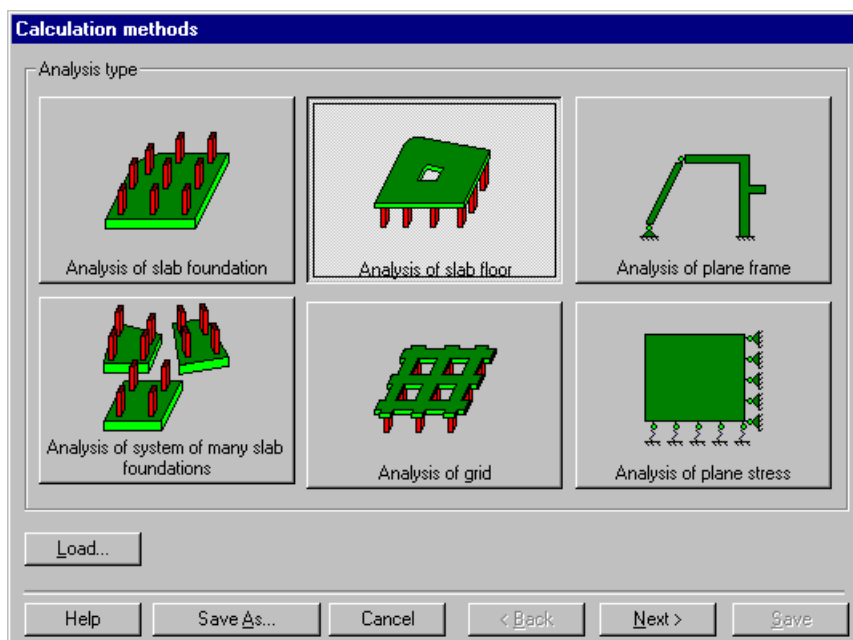 Calculation methods
Analysis type
Analysis of slab foundation
Analysis of slab floor
Analysis of plane frame
Analysis of system of many slab
foundations
Analysis of grid
Analysis of plane stress
Load...
Help
Save As...
Cancel
< Back
Next >
Save